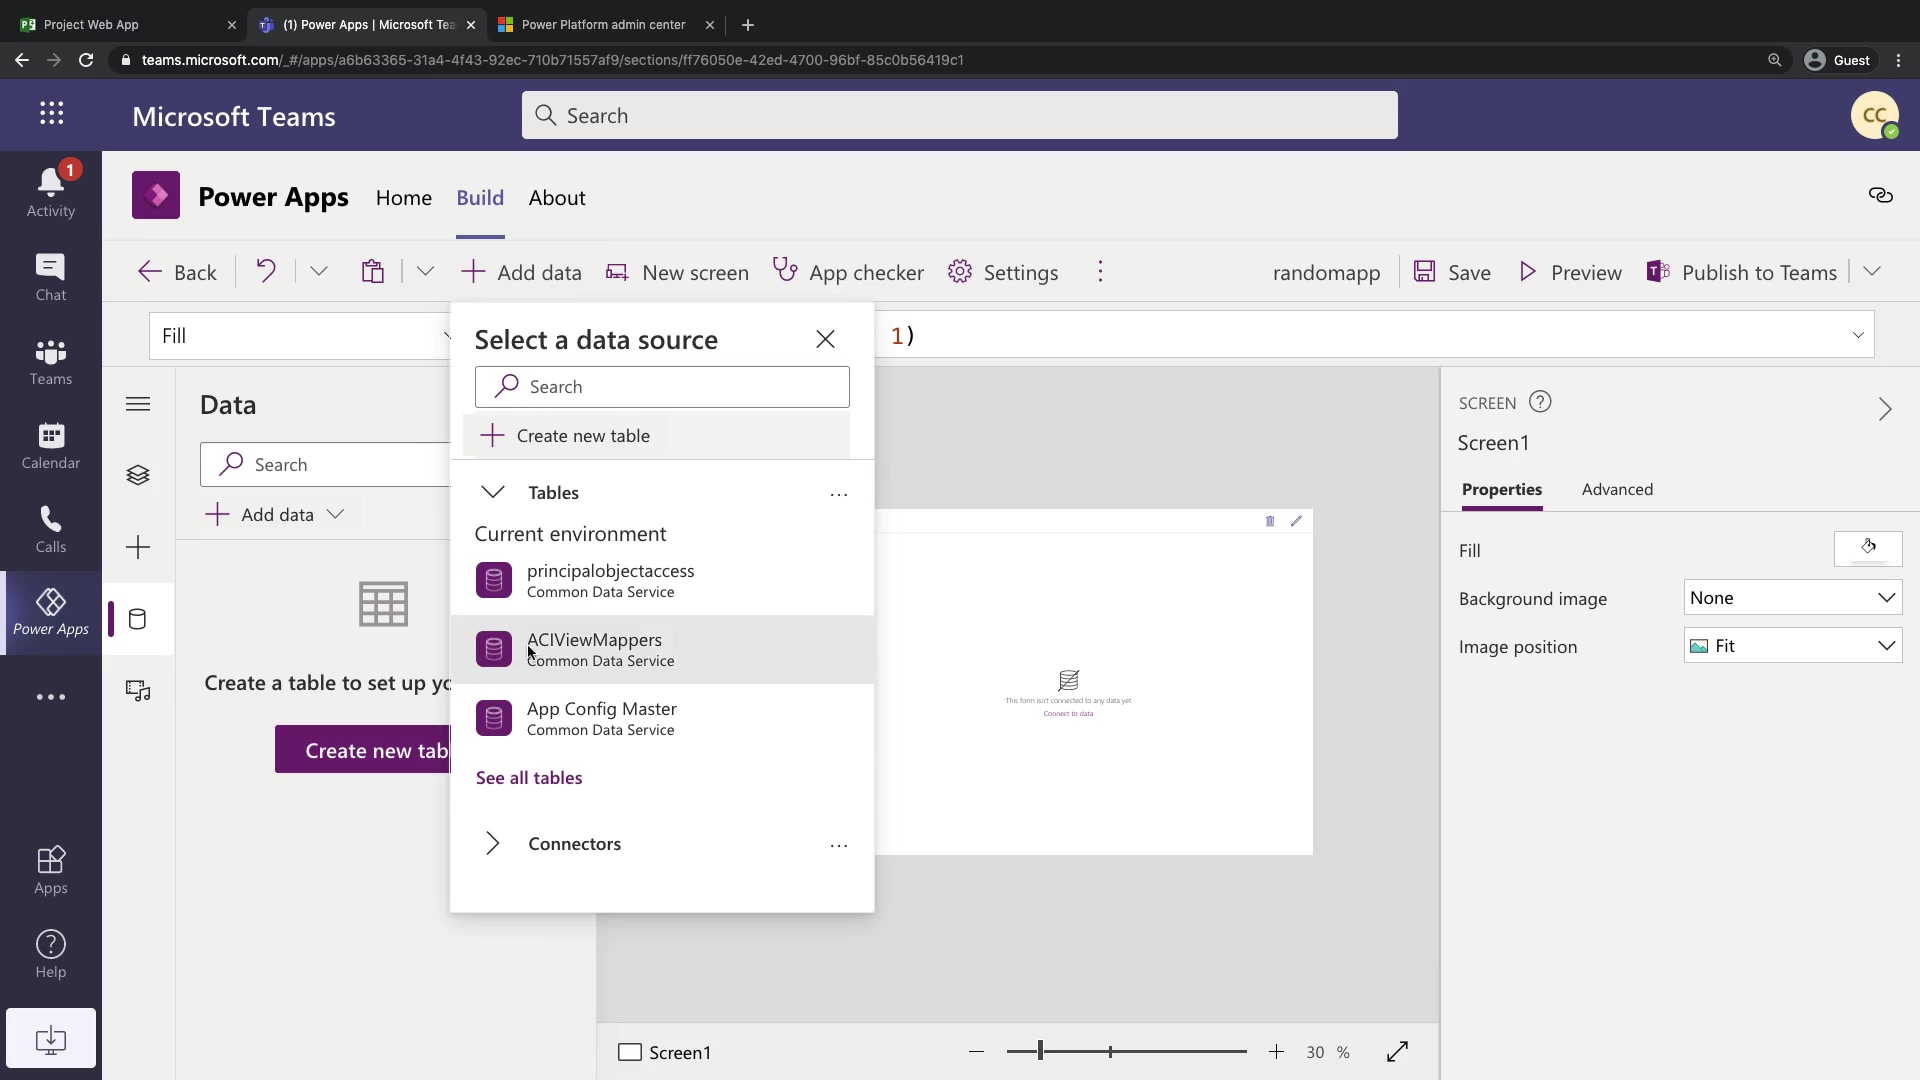 Project Web App
(1) Power Apps | Microsoft Tea
Power Platform admin center
teams.microsoft.com/_#/apps/a6b63365-31a4-4f43-92ec-710b71557af9/sections/ff76050e-42ed-4700-96bf-85c0b56419c1
Guest
Microsoft Teams
Search
CC
1
Activity
Chat
Teams
Calendar
Calls
Power Apps
Apps
Help
Power Apps
Home
Build
About
Back
Add data
New screen
App checker
Settings
randomapp
Save
Preview
Publish to Teams
Fill
1)
Data
Search
Add data
Create a table to set up yo
Create new tab
Select a data source
Search
Create new table
Tables
Current environment
principalobjectaccess
Common Data Service
ACIViewMappers
Common Data Service
App Config Master
Common Data Service
See all tables
Connectors
This form isn't connected to any data yet
Connect to data
Screen1
30 %
SCREEN
Screen1
Properties
Advanced
Fill
Background image
None
Image position
Fit